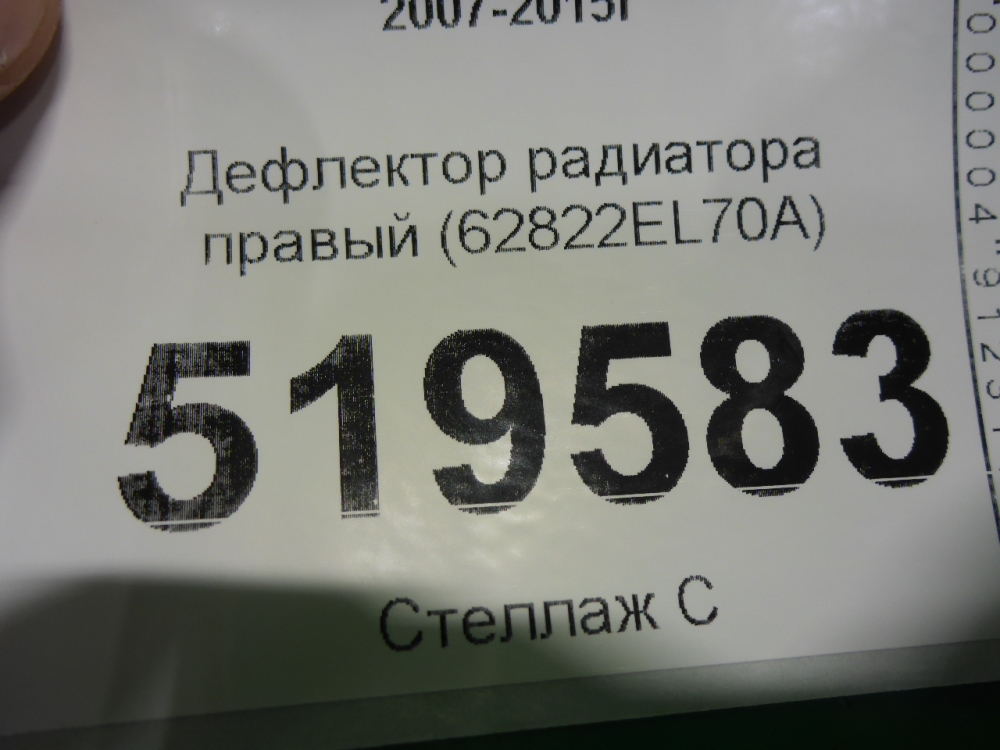 2007-2015г
Дефлектор радиатора
правый (62822EL70A)
519583
Стеллаж С